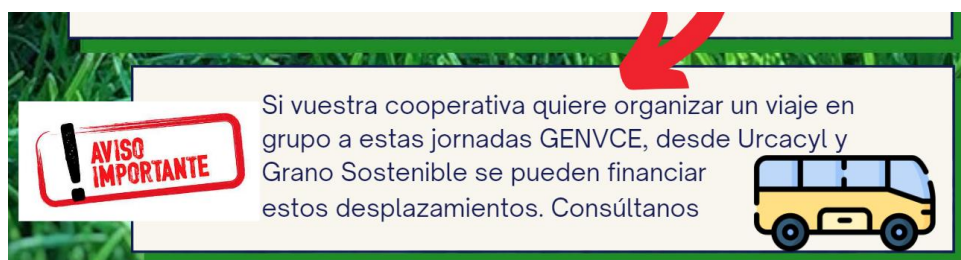 AVISO
IMPORTANTE
Si vuestra cooperativa quiere organizar un viaje en
grupo a estas jornadas GENVCE, desde Urcacyl y
Grano Sostenible se pueden financiar
estos desplazamientos. Consúltanos